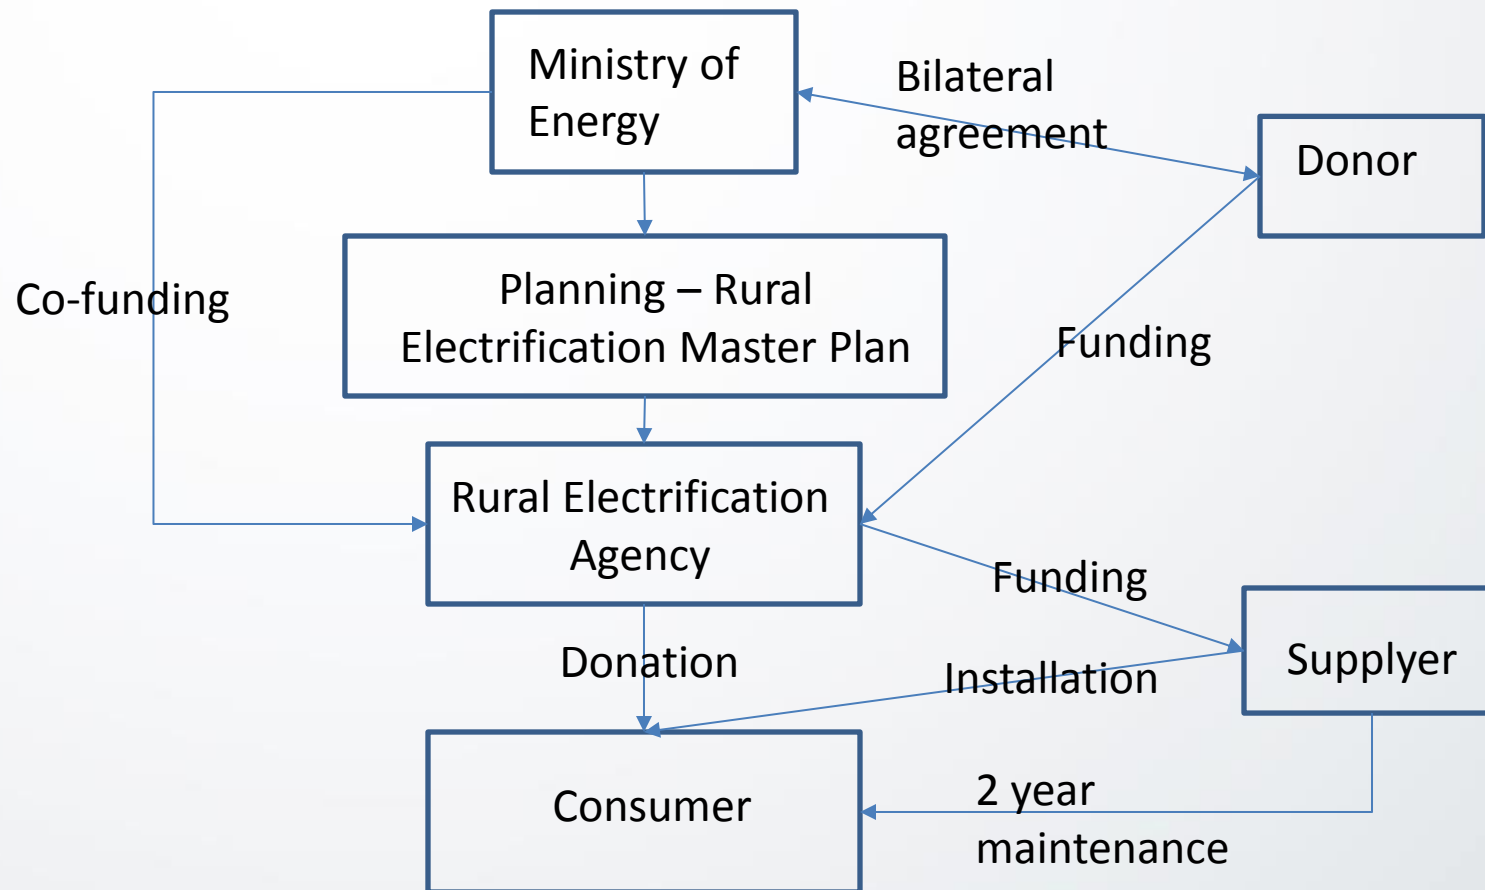 Ministry of
Energy
Bilateral
agreement
Donor
Planning – Rural
Electrification Master Plan
Co-funding
Funding
Rural Electrification
Agency
Funding
Donation
Installation
Supplyer
Consumer
2 year
maintenance